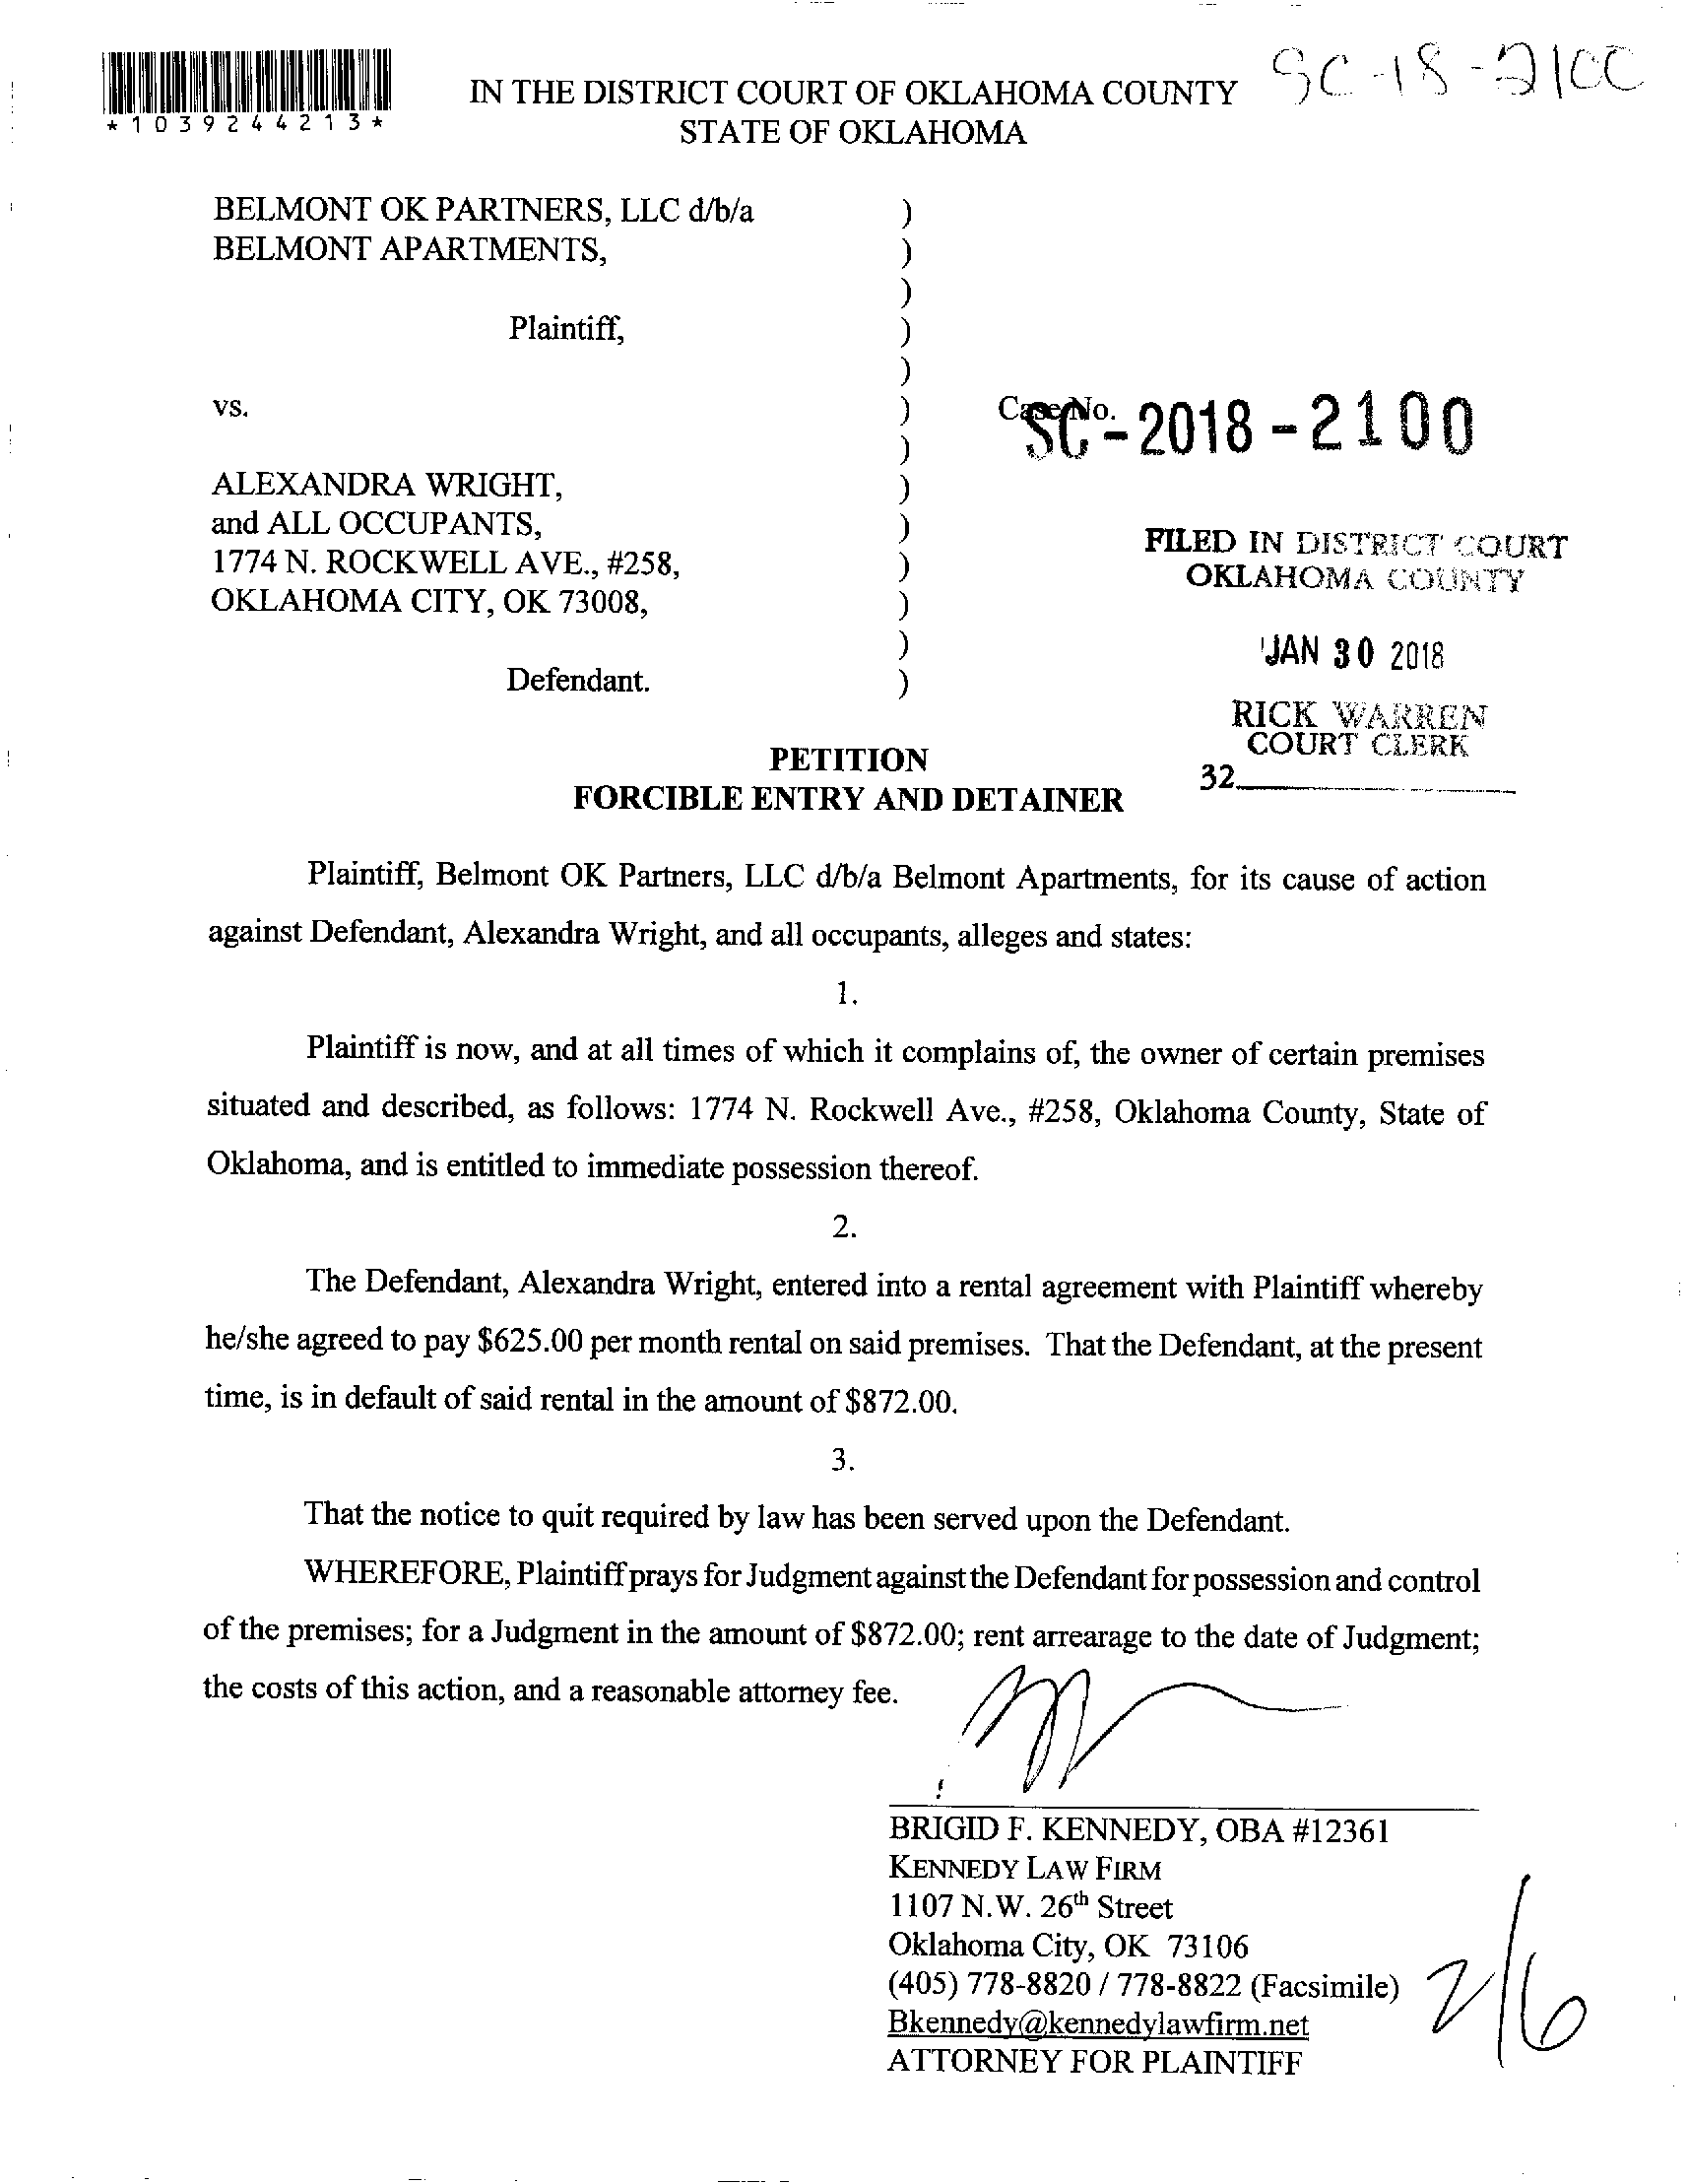 SC-18-2100
*1039244213*
IN THE DISTRICT COURT OF OKLAHOMA COUNTY
STATE OF OKLAHOMA
BELMONT OK PARTNERS, LLC d/b/a )
BELMONT APARTMENTS, )
)
Plaintiff, )
)
vs. ) Case No. SC-2018-2100
)
ALEXANDRA WRIGHT, )
and ALL OCCUPANTS, )
1774 N. ROCKWELL AVE., #258, )
OKLAHOMA CITY, OK 73008, )
)
Defendant. )
FILED IN DISTRICT COURT
OKLAHOMA COUNTY
JAN 30 2018
RICK WARREN
COURT CLERK
32
PETITION
FORCIBLE ENTRY AND DETAINER
Plaintiff, Belmont OK Partners, LLC d/b/a Belmont Apartments, for its cause of action
against Defendant, Alexandra Wright, and all occupants, alleges and states:
1.
Plaintiff is now, and at all times of which it complains of, the owner of certain premises
situated and described, as follows: 1774 N. Rockwell Ave., #258, Oklahoma County, State of
Oklahoma, and is entitled to immediate possession thereof.
2.
The Defendant, Alexandra Wright, entered into a rental agreement with Plaintiff whereby
he/she agreed to pay $625.00 per month rental on said premises. That the Defendant, at the present
time, is in default of said rental in the amount of $872.00.
3.
That the notice to quit required by law has been served upon the Defendant.
WHEREFORE, Plaintiff prays for Judgment against the Defendant for possession and control
of the premises; for a Judgment in the amount of $872.00; rent arrearage to the date of Judgment;
the costs of this action, and a reasonable attorney fee.
BRIGID F. KENNEDY, OBA #12361
KENNEDY LAW FIRM
1107 N.W. 26th Street
Oklahoma City, OK 73106
(405) 778-8820 / 778-8822 (Facsimile)
Bkennedy@kennedylawfirm.net
ATTORNEY FOR PLAINTIFF
2/6